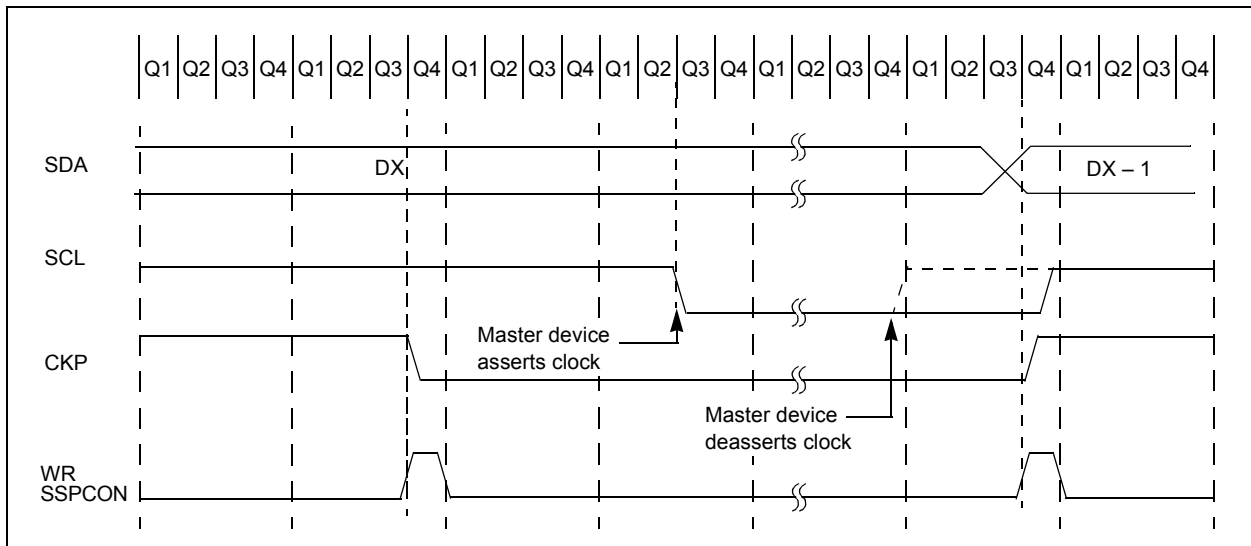 Q1 Q2 Q3 Q4 Q1 Q2 Q3 Q4 Q1 Q2 Q3 Q4 Q1 Q2 Q3 Q4 Q1 Q2 Q3 Q4 Q1 Q2 Q3 Q4 Q1 Q2 Q3 Q4
SDA
DX
DX – 1
SCL
Master device
asserts clock
CKP
Master device
deasserts clock
WR
SSPCON